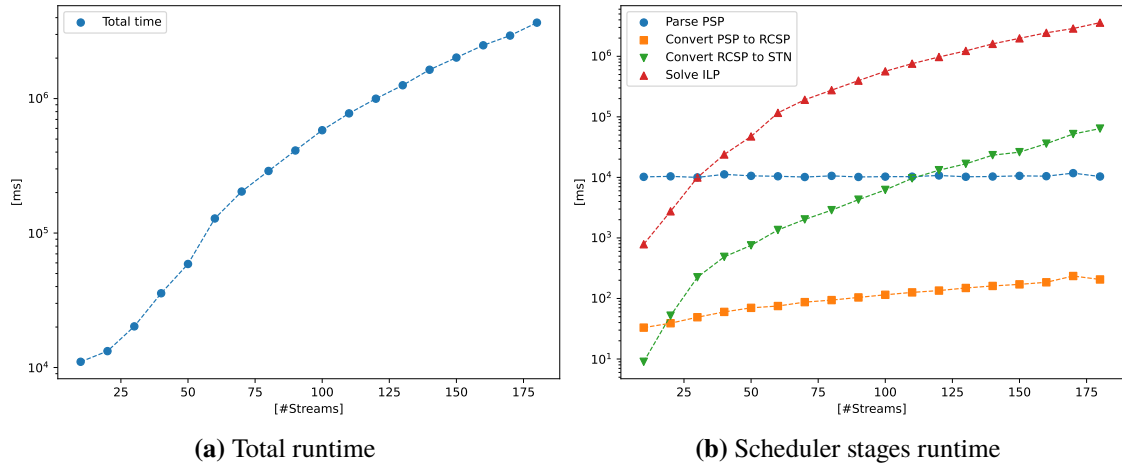 Total time
10^6
10^5
10^4
[ms]
25 50 75 100 125 150 175
[#Streams]
(a) Total runtime
Parse PSP
Convert PSP to RCSP
Convert RCSP to STN
Solve ILP
10^6
10^5
10^4
10^3
10^2
10^1
[ms]
25 50 75 100 125 150 175
[#Streams]
(b) Scheduler stages runtime